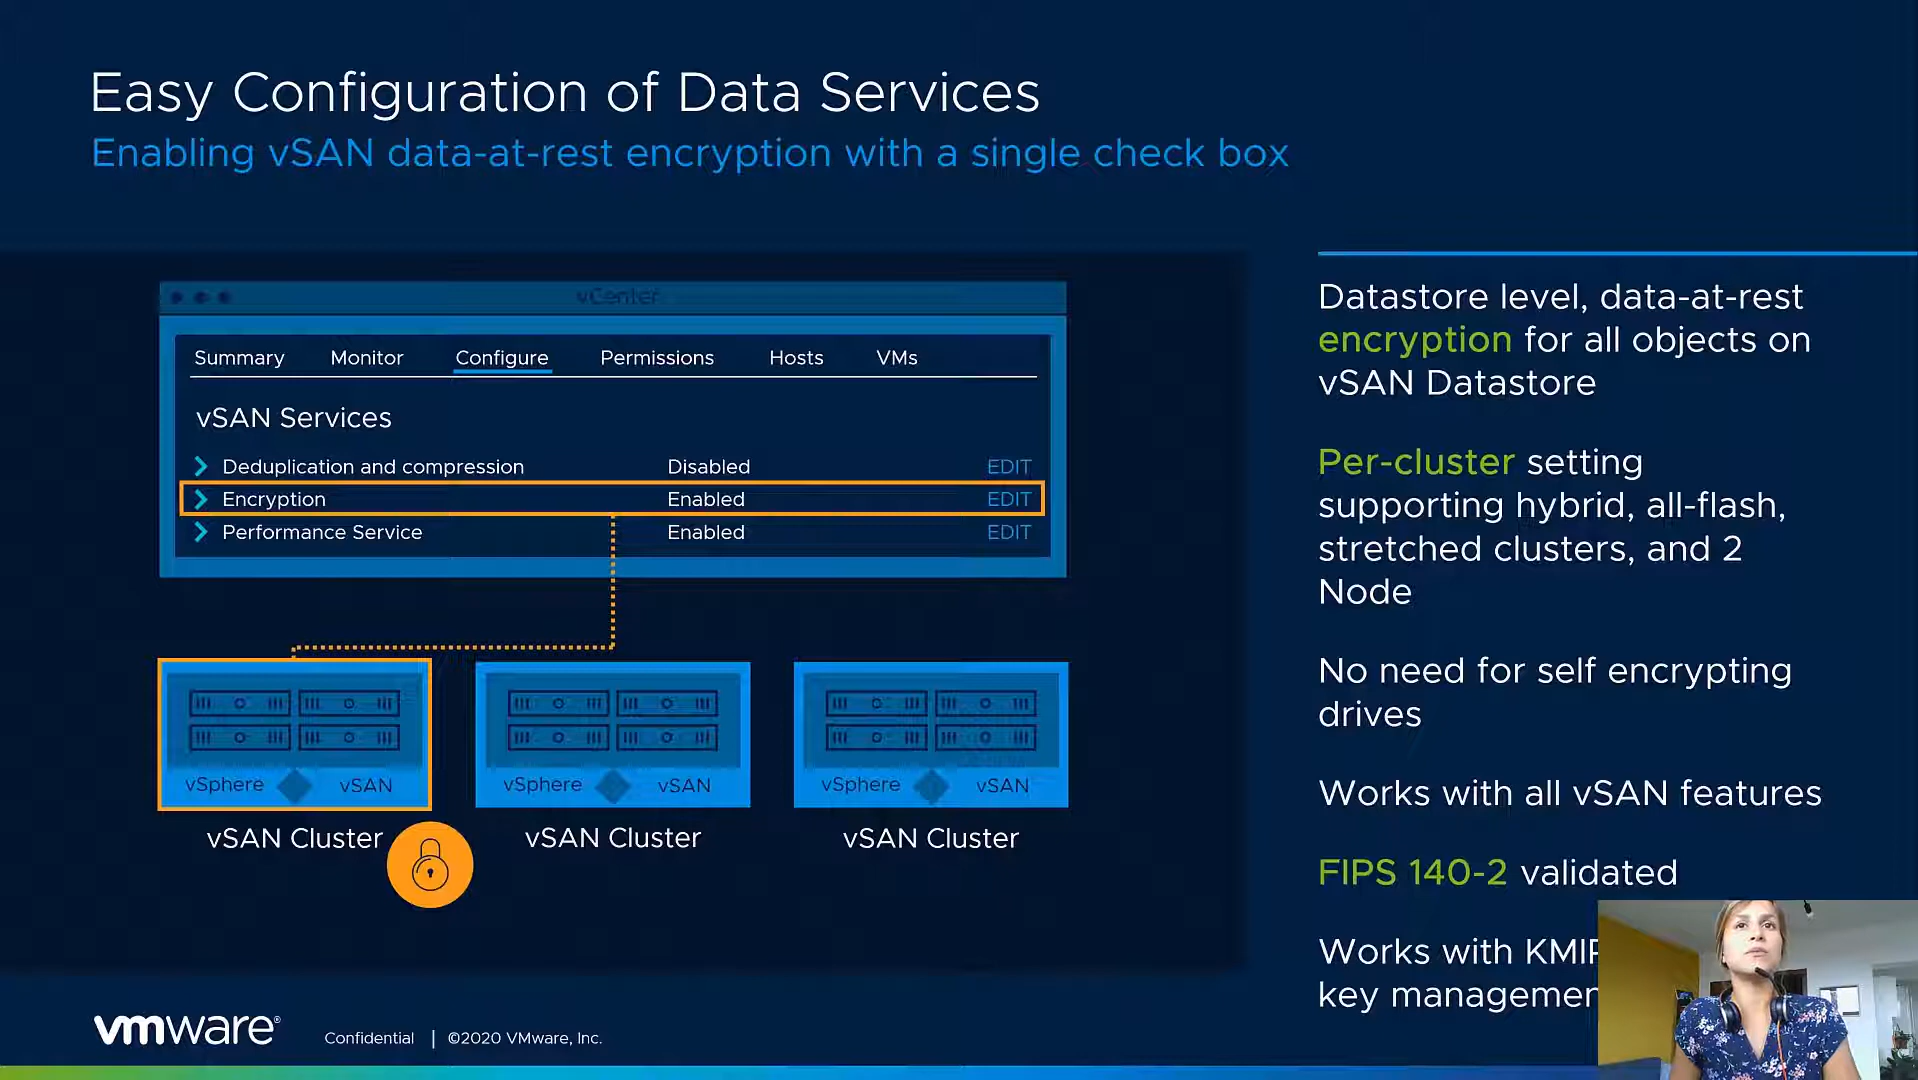 Easy Configuration of Data Services
Enabling vSAN data-at-rest encryption with a single check box
vCenter
Summary Monitor Configure Permissions Hosts VMs
vSAN Services
Deduplication and compression Disabled EDIT
Encryption Enabled EDIT
Performance Service Enabled EDIT
vSphere vSAN vSphere vSAN vSphere vSAN
vSAN Cluster vSAN Cluster vSAN Cluster
Datastore level, data-at-rest
encryption for all objects on
vSAN Datastore
Per-cluster setting
supporting hybrid, all-flash,
stretched clusters, and 2
Node
No need for self encrypting
drives
Works with all vSAN features
FIPS 140-2 validated
Works with
key
vmware®
Confidential | ©2020 VMware, Inc.